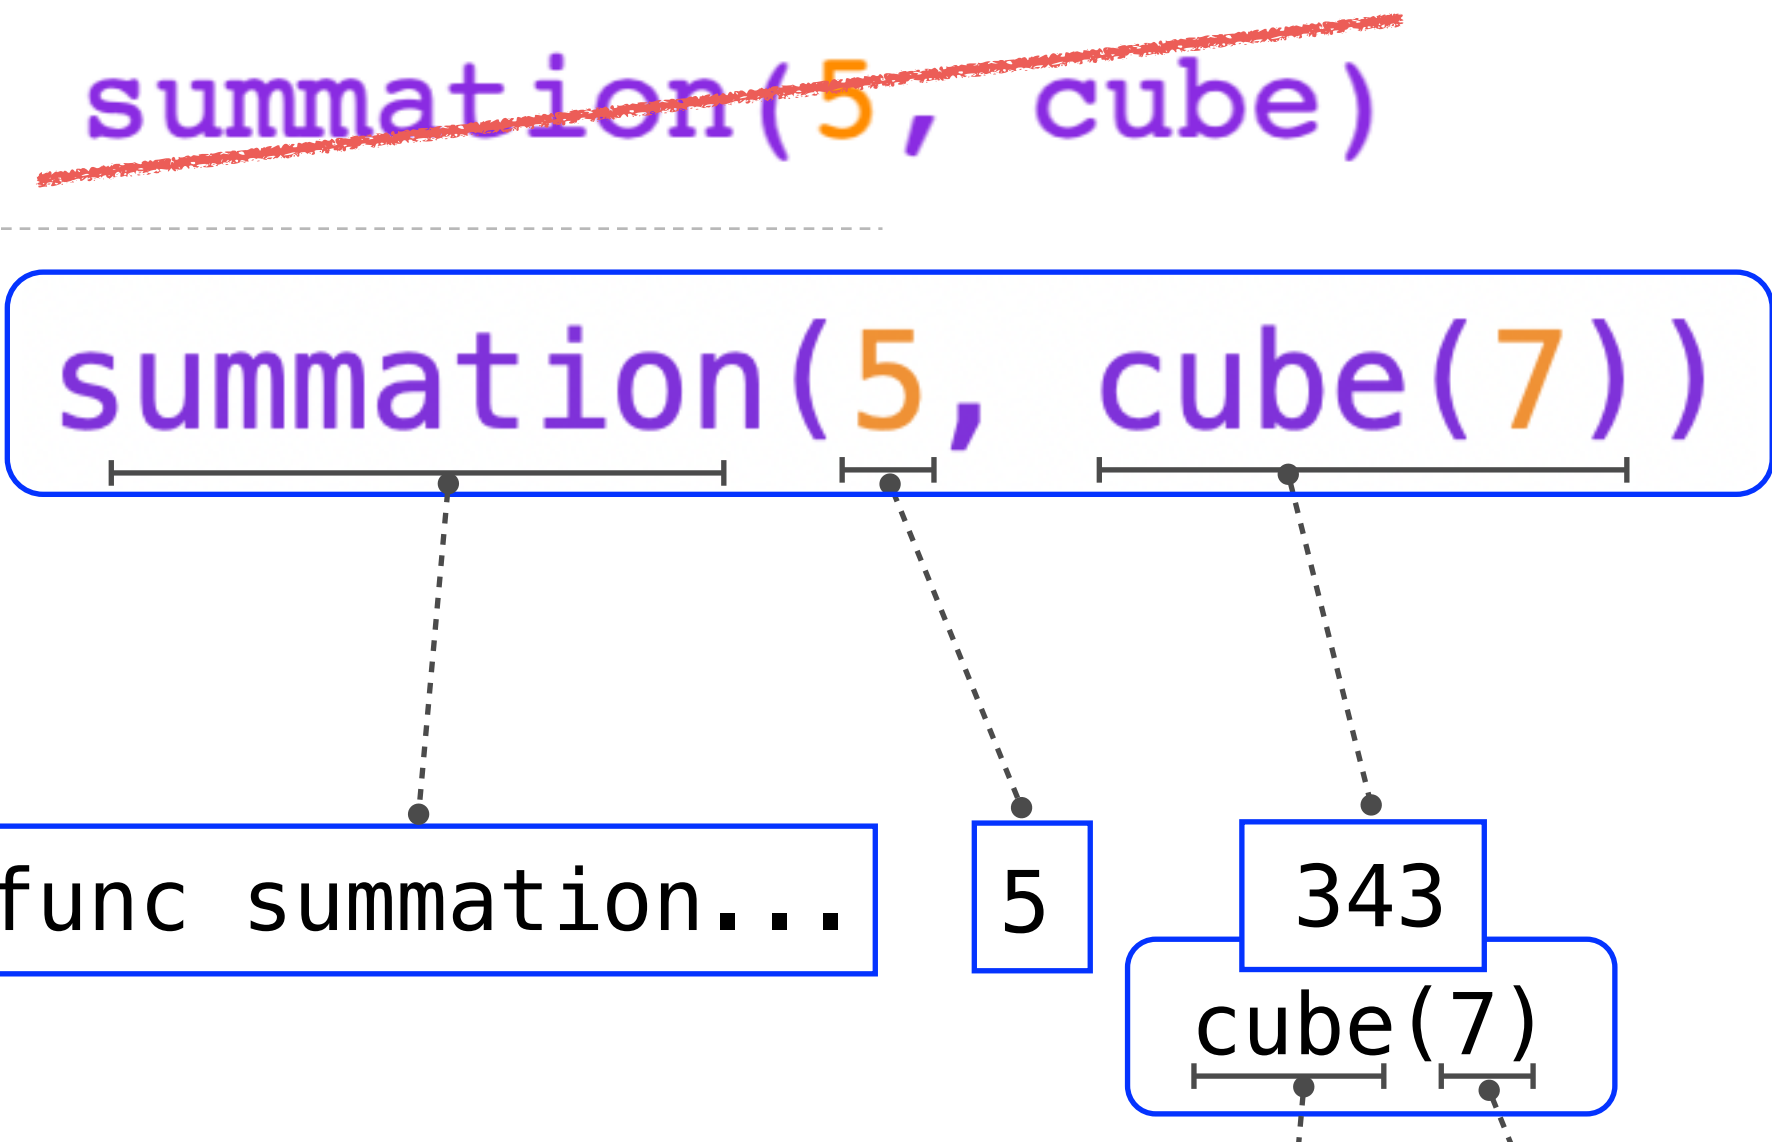 summation(5, cube)
summation(5, cube(7))
func summation...
5
343
cube(7)